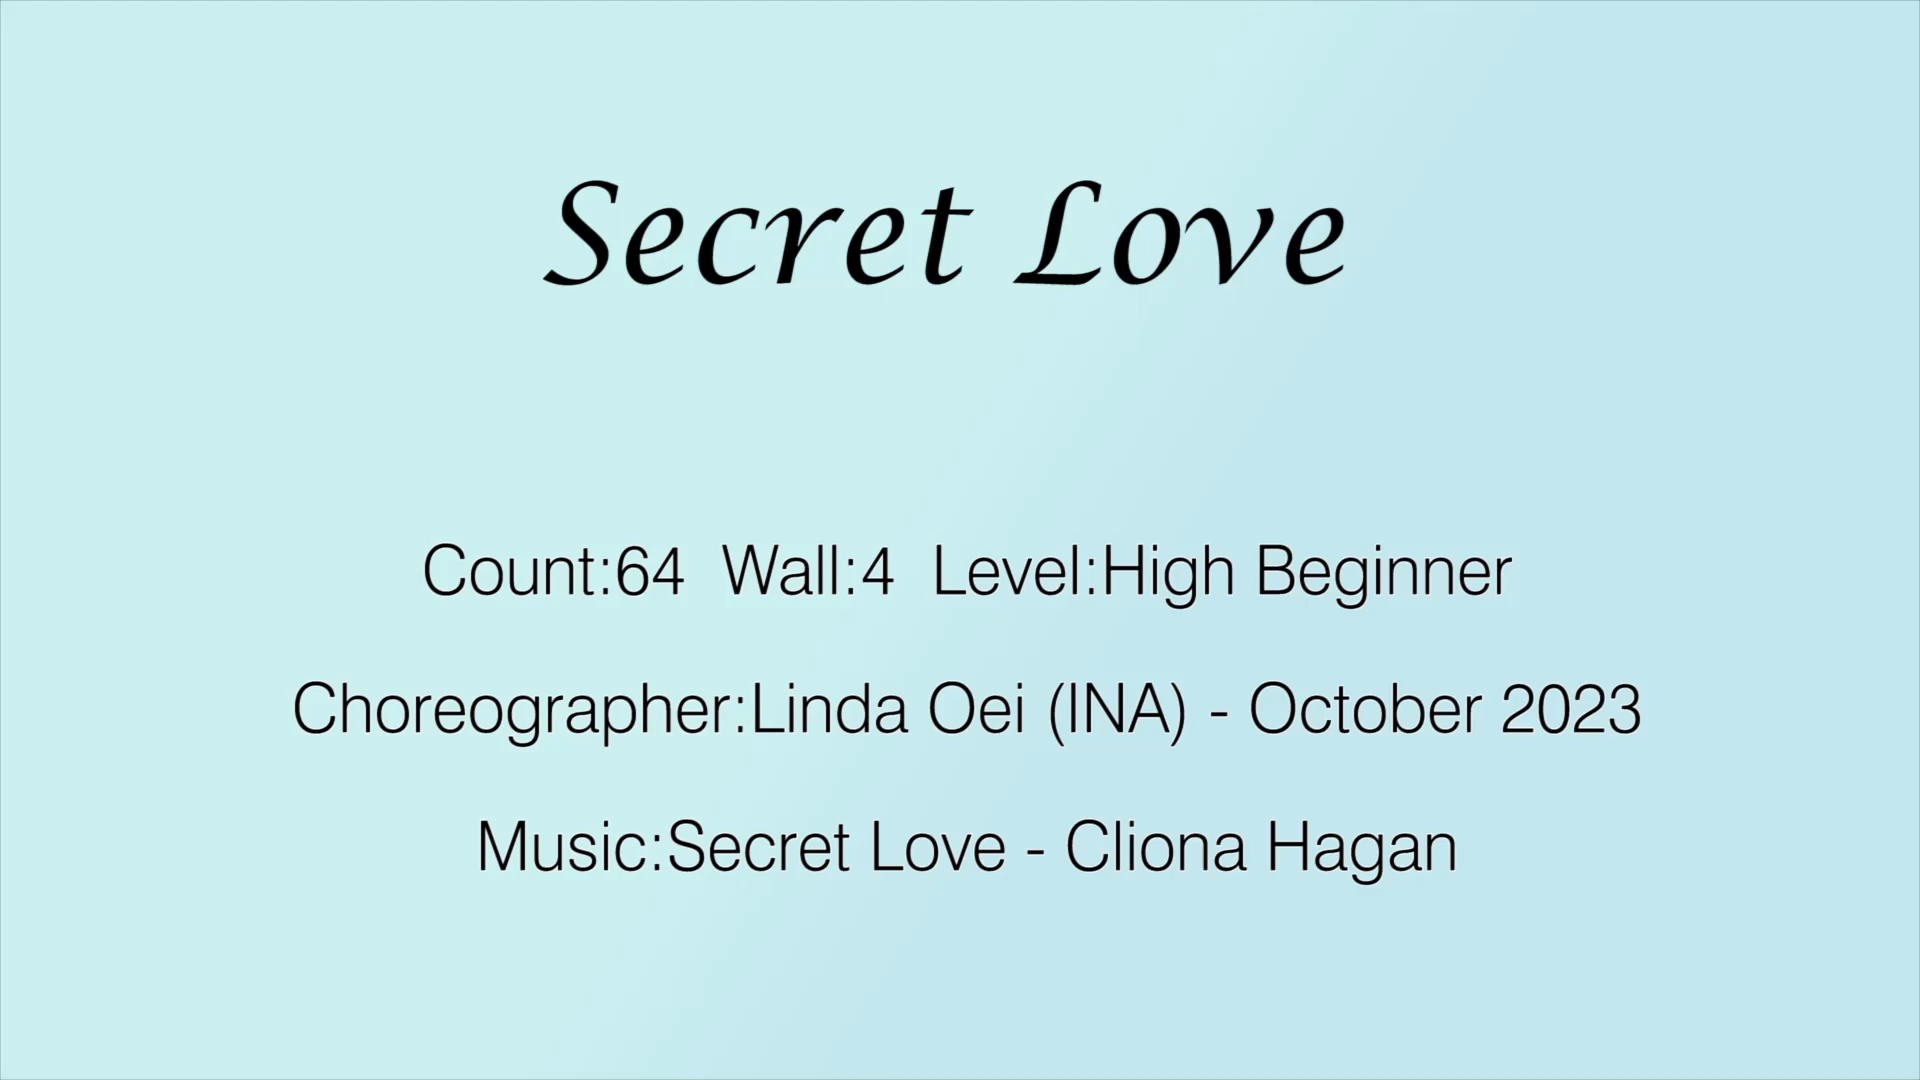 Secret Love
Count:64 Wall:4 Level:High Beginner
Choreographer:Linda Oei (INA) - October 2023
Music:Secret Love - Cliona Hagan